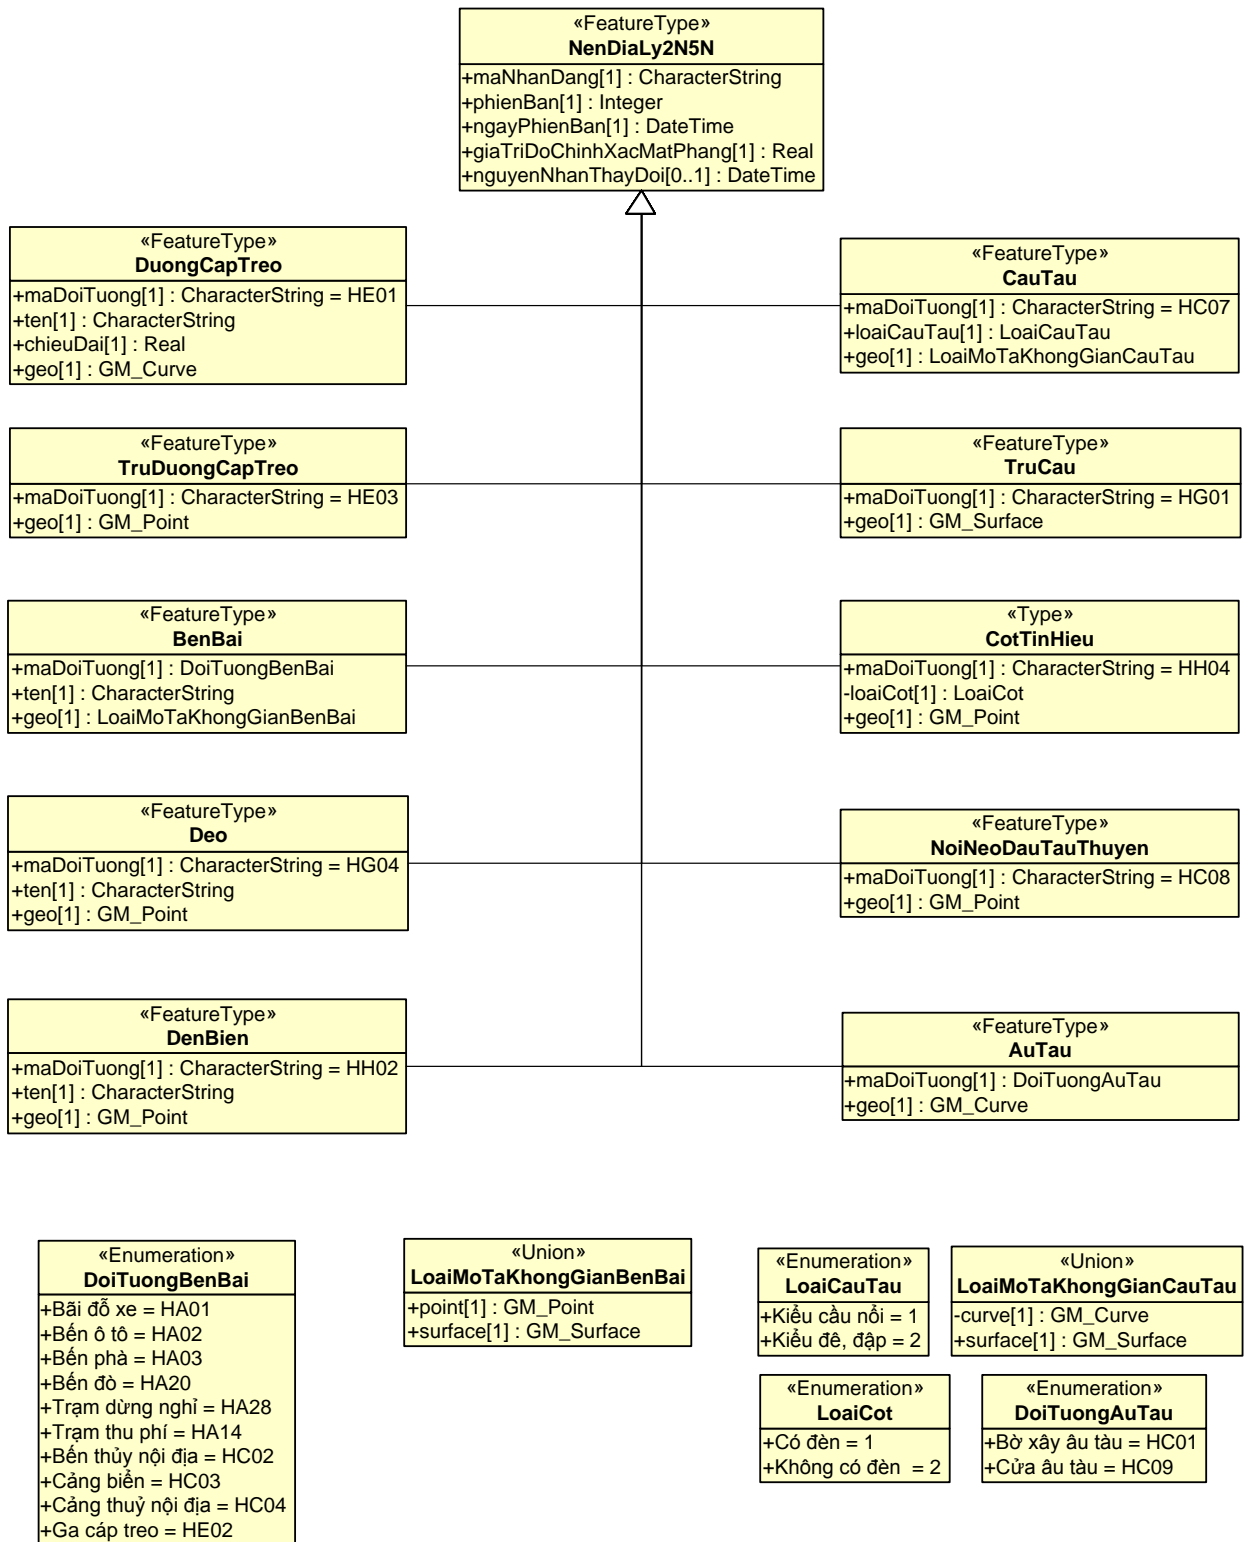 «FeatureType»
NenDiaLy2N5N
+maNhanDang[1] : CharacterString
+phienBan[1] : Integer
+ngayPhienBan[1] : DateTime
+giaTriDoChinhXacMatPhang[1] : Real
+nguyenNhanThayDoi[0..1] : DateTime
«FeatureType»
DuongCapTreo
+maDoiTuong[1] : CharacterString = HE01
+ten[1] : CharacterString
+chieuDai[1] : Real
+geo[1] : GM_Curve
«FeatureType»
CauTau
+maDoiTuong[1] : CharacterString = HC07
+loaiCauTau[1] : LoaiCauTau
+geo[1] : LoaiMoTaKhongGianCauTau
«FeatureType»
TruDuongCapTreo
+maDoiTuong[1] : CharacterString = HE03
+geo[1] : GM_Point
«FeatureType»
TruCau
+maDoiTuong[1] : CharacterString = HG01
+geo[1] : GM_Surface
«FeatureType»
BenBai
+maDoiTuong[1] : DoiTuongBenBai
+ten[1] : CharacterString
+geo[1] : LoaiMoTaKhongGianBenBai
«Type»
CotTinHieu
+maDoiTuong[1] : CharacterString = HH04
-loaiCot[1] : LoaiCot
+geo[1] : GM_Point
«FeatureType»
Deo
+maDoiTuong[1] : CharacterString = HG04
+ten[1] : CharacterString
+geo[1] : GM_Point
«FeatureType»
NoiNeoDauTauThuyen
+maDoiTuong[1] : CharacterString = HC08
+geo[1] : GM_Point
«FeatureType»
DenBien
+maDoiTuong[1] : CharacterString = HH02
+ten[1] : CharacterString
+geo[1] : GM_Point
«FeatureType»
AuTau
+maDoiTuong[1] : DoiTuongAuTau
+geo[1] : GM_Curve
«Enumeration»
DoiTuongBenBai
+Bãi đỗ xe = HA01
+Bến ô tô = HA02
+Bến phà = HA03
+Bến đò = HA20
+Trạm dừng nghỉ = HA28
+Trạm thu phí = HA14
+Bến thủy nội địa = HC02
+Cảng biển = HC03
+Cảng thuỷ nội địa = HC04
+Ga cáp treo = HE02
«Union»
LoaiMoTaKhongGianBenBai
+point[1] : GM_Point
+surface[1] : GM_Surface
«Enumeration»
LoaiCauTau
+Kiểu cầu nổi = 1
+Kiểu đê, đập = 2
«Union»
LoaiMoTaKhongGianCauTau
-curve[1] : GM_Curve
+surface[1] : GM_Surface
«Enumeration»
LoaiCot
+Có đèn = 1
+Không có đèn  = 2
«Enumeration»
DoiTuongAuTau
+Bờ xây âu tàu = HC01
+Cửa âu tàu = HC09